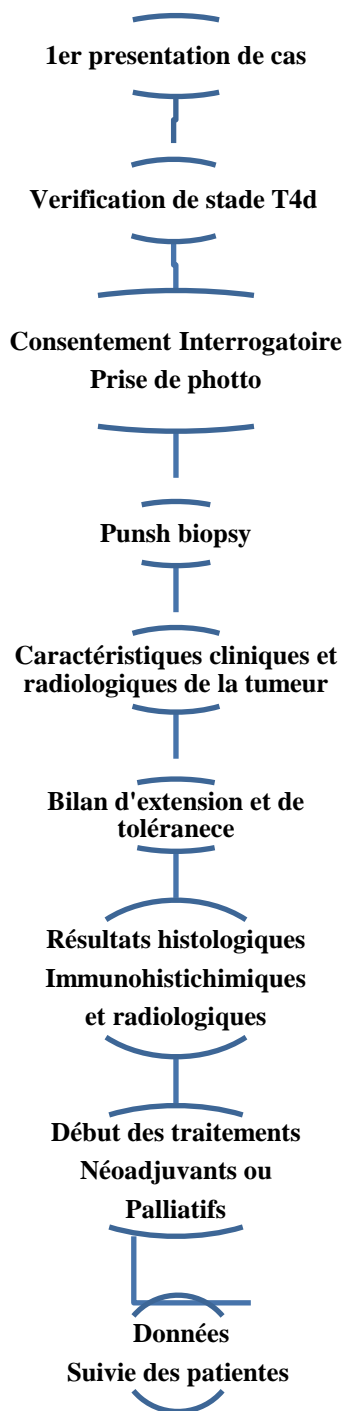 1er presentation de cas
Verification de stade T4d
Consentement Interrogatoire
Prise de photto
Punsh biopsy
Caractéristiques cliniques et
radiologiques de la tumeur
Bilan d'extension et de
toléranece
Résultats histologiques
Immunohistichimiques
et radiologiques
Début des traitements
Néoadjuvants ou
Palliatifs
Données
Suivie des patientes